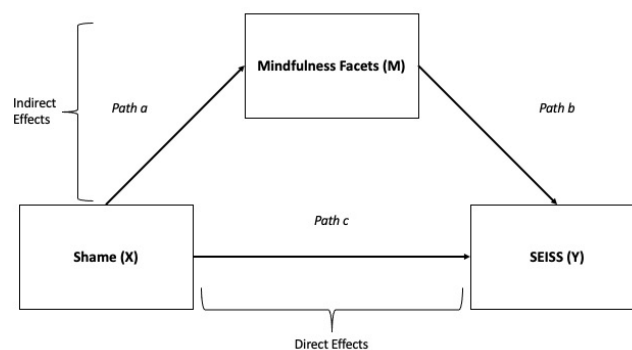 Mindfulness Facets (M)
Indirect
Effects
Path a
Path b
Path c
Shame (X)
SEISS (Y)
Direct Effects